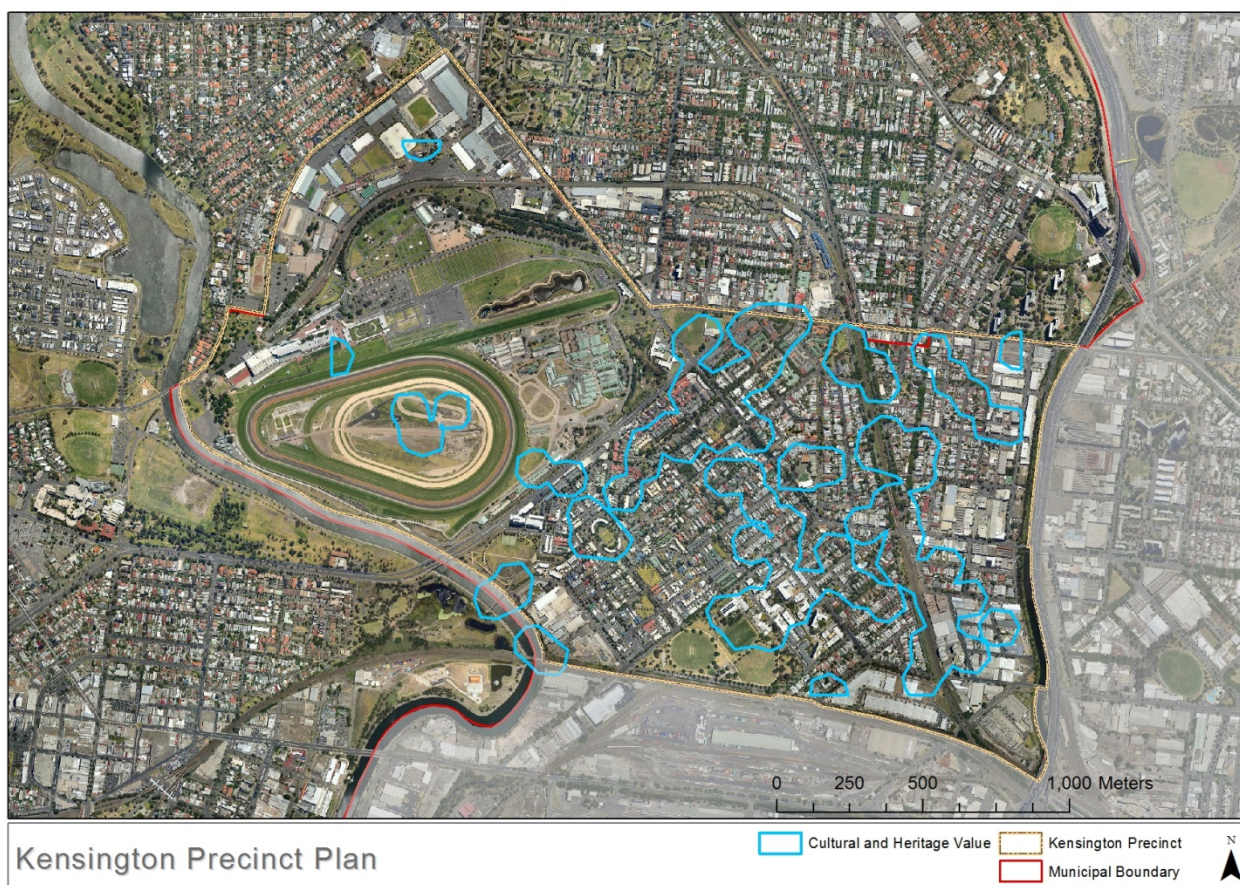 0 250 500 1,000 Meters
Kensington Precinct Plan
Cultural and Heritage Value
Kensington Precinct
Municipal Boundary
N